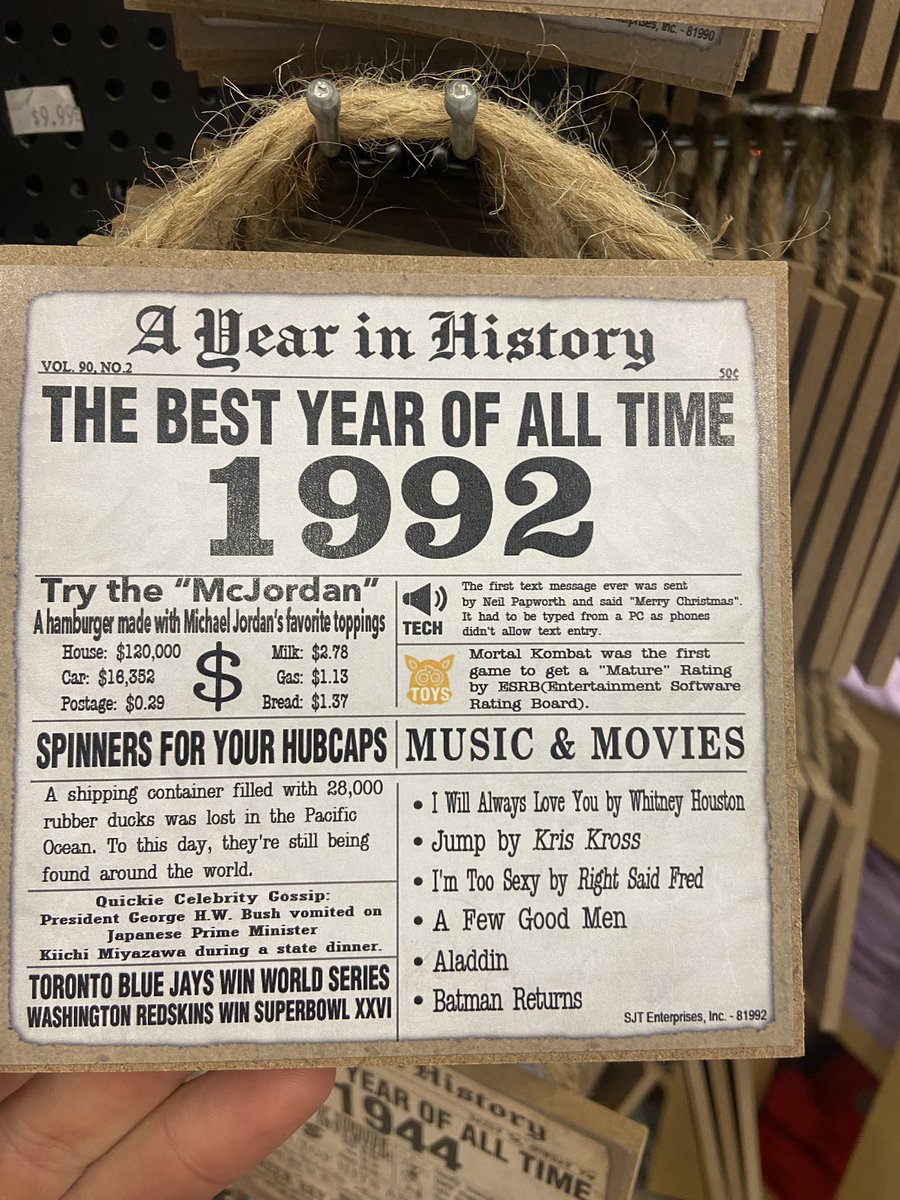 rprises, Inc. - 81990
$9.99
A Year in History
VOL. 90, NO.2
50¢
THE BEST YEAR OF ALL TIME
1992
Try the "McJordan"
A hamburger made with Michael Jordan's favorite toppings
House: $120,000
Car: $16,352
Postage: $0.29
$
Milk: $2.78
Gas: $1.13
Bread: $1.37
TECH
The first text message ever was sent
by Neil Papworth and said "Merry Christmas".
It had to be typed from a PC as phones
didn't allow text entry.
TOYS
Mortal Kombat was the first
game to get a "Mature" Rating
by ESRB(Entertainment Software
Rating Board).
SPINNERS FOR YOUR HUBCAPS
A shipping container filled with 28,000
rubber ducks was lost in the Pacific
Ocean. To this day, they're still being
found around the world.
Quickie Celebrity Gossip:
President George H.W. Bush vomited on
Japanese Prime Minister
Kiichi Miyazawa during a state dinner.
TORONTO BLUE JAYS WIN WORLD SERIES
WASHINGTON REDSKINS WIN SUPERBOWL XXVI
MUSIC & MOVIES
• I Will Always Love You by Whitney Houston
• Jump by Kris Kross
• I'm Too Sexy by Right Said Fred
• A Few Good Men
• Aladdin
• Batman Returns
SJT Enterprises, Inc. - 81992
History
YEAR OF ALL TIME
1944